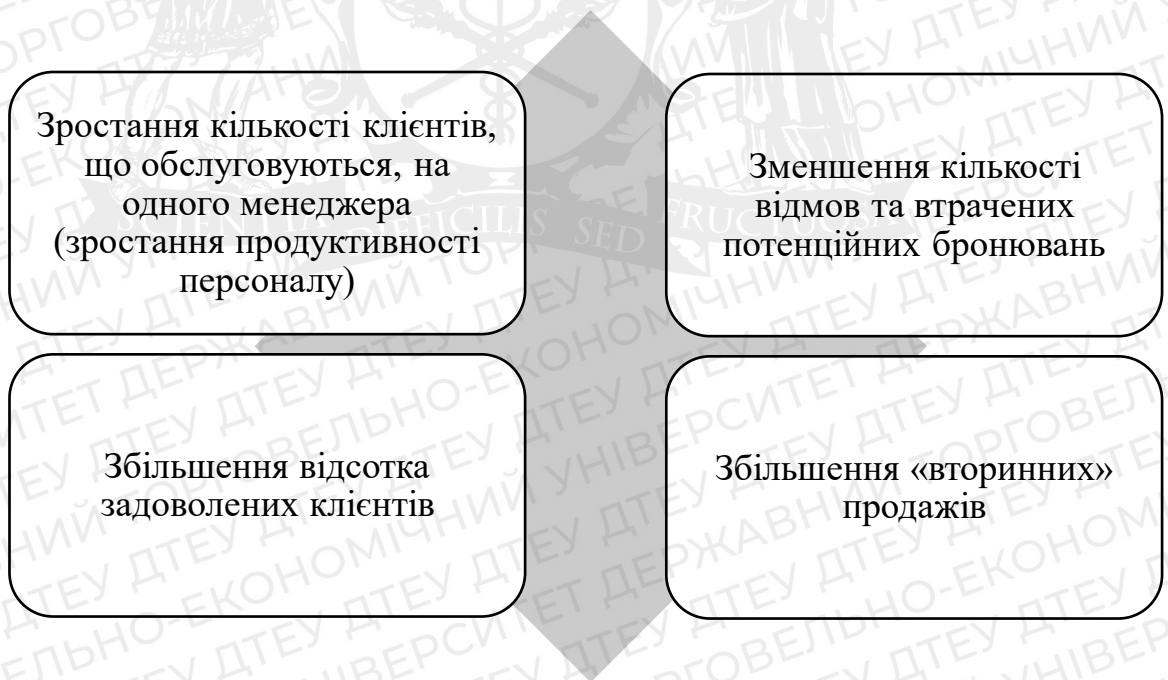 Зростання кількості клієнтів,
що обслуговуються, на
одного менеджера
(зростання продуктивності
персоналу)
Зменшення кількості
відмов та втрачених
потенційних бронювань
Збільшення відсотка
задоволених клієнтів
Збільшення «вторинних»
продажів